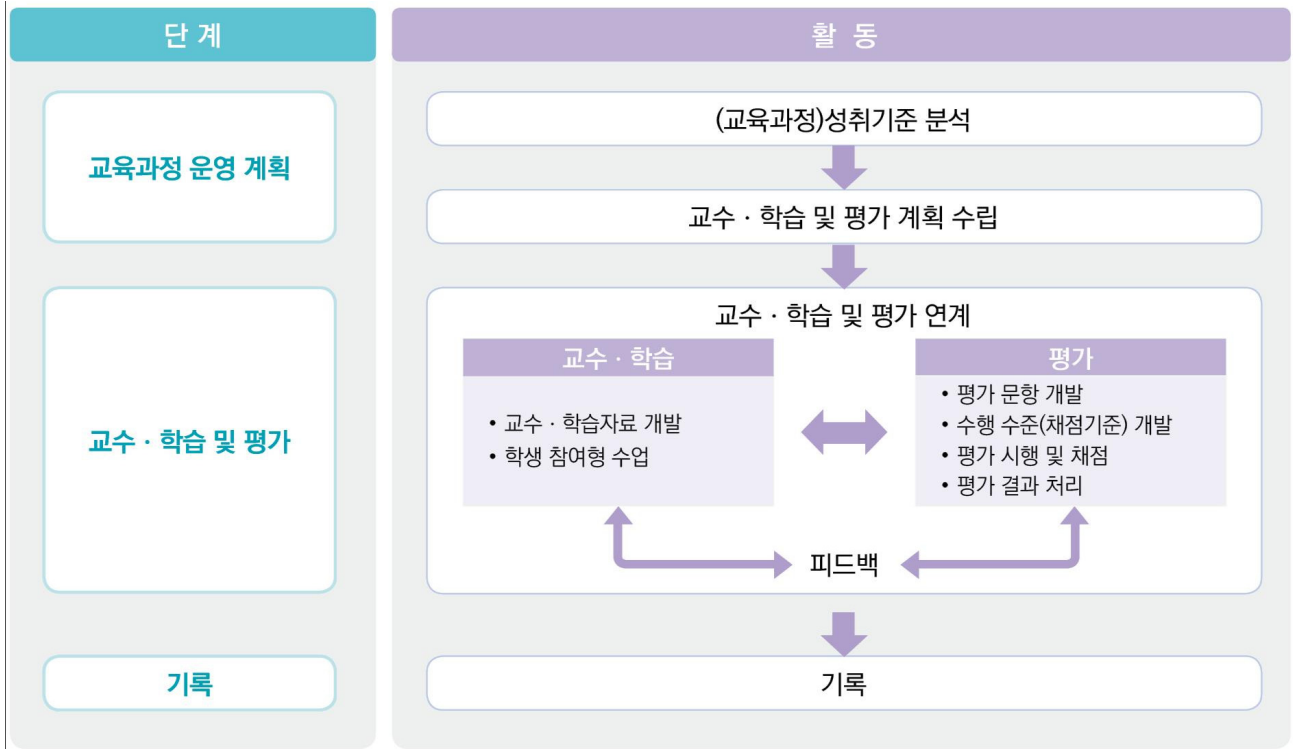 단 계
활 동
교육과정 운영 계획
(교육과정)성취기준 분석
교수 · 학습 및 평가 계획 수립
교수 · 학습 및 평가
교수 · 학습 및 평가 연계
교수 · 학습
• 교수 · 학습자료 개발
• 학생 참여형 수업
평가
• 평가 문항 개발
• 수행 수준(채점기준) 개발
• 평가 시행 및 채점
• 평가 결과 처리
피드백
기록
기록